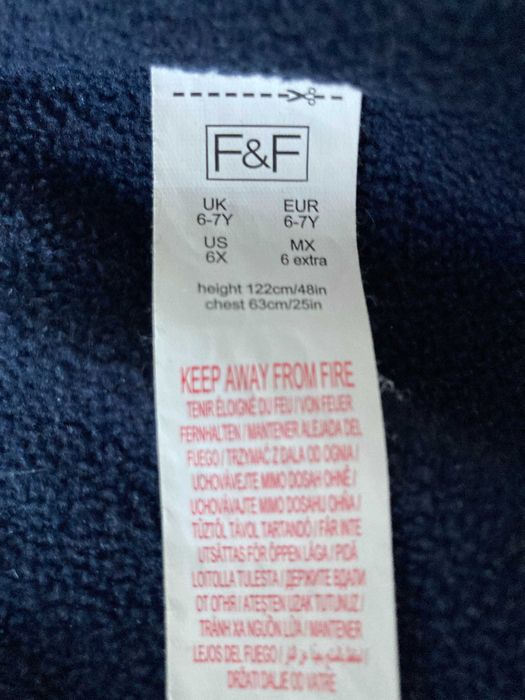 F&F
UK EUR
6-7Y 6-7Y
US MX
6X 6 extra
height 122cm/48in
chest 63cm/25in
KEEP AWAY FROM FIRE
TENIR ÉLOIGNÉ DU FEU / VON FEUER
FERNHALTEN / MANTENER ALEJADA DEL
FUEGO / TRZYMAĆ Z DALA OD OGNIA /
UCHOVÁVEJTE MIMO DOSAH OHNĚ /
UCHOVÁVAJTE MIMO DOSAHU OHŇA /
TŰZTŐL TÁVOL TARTANDÓ / FÅR INTE
UTSÄTTAS FÖR ÖPPEN LÅGA / PIDÄ
LOITOLLA TULESTA / ДЕРЖИТЕ ВДАЛИ
ОТ ОГНЯ / ATEŞTEN UZAK TUTUNUZ /
TRÁNH XA NGUỒN LỬA / MANTENER
LEJOS DEL FUEGO /
DRŽATI DALJE OD VATRE